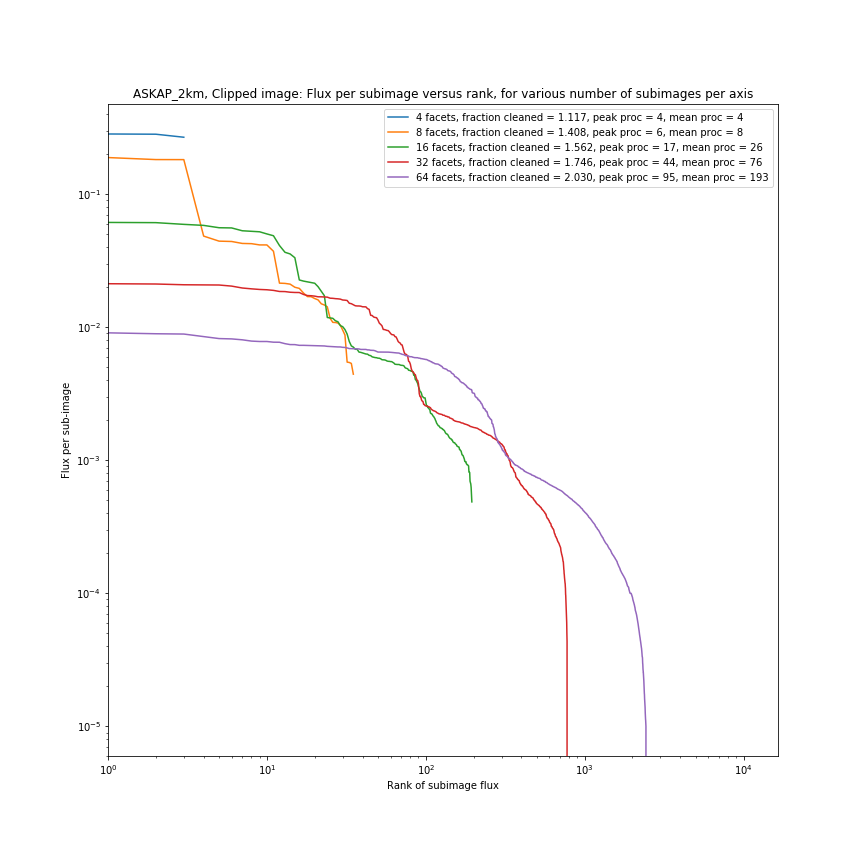 ASKAP_2km, Clipped image: Flux per subimage versus rank, for various number of subimages per axis
4 facets, fraction cleaned = 1.117, peak proc = 4, mean proc = 4
8 facets, fraction cleaned = 1.408, peak proc = 6, mean proc = 8
16 facets, fraction cleaned = 1.562, peak proc = 17, mean proc = 26
32 facets, fraction cleaned = 1.746, peak proc = 44, mean proc = 76
64 facets, fraction cleaned = 2.030, peak proc = 95, mean proc = 193
10⁻¹
10⁻²
10⁻³
10⁻⁴
10⁻⁵
Flux per sub-image
10⁰ 10¹ 10² 10³ 10⁴
Rank of subimage flux